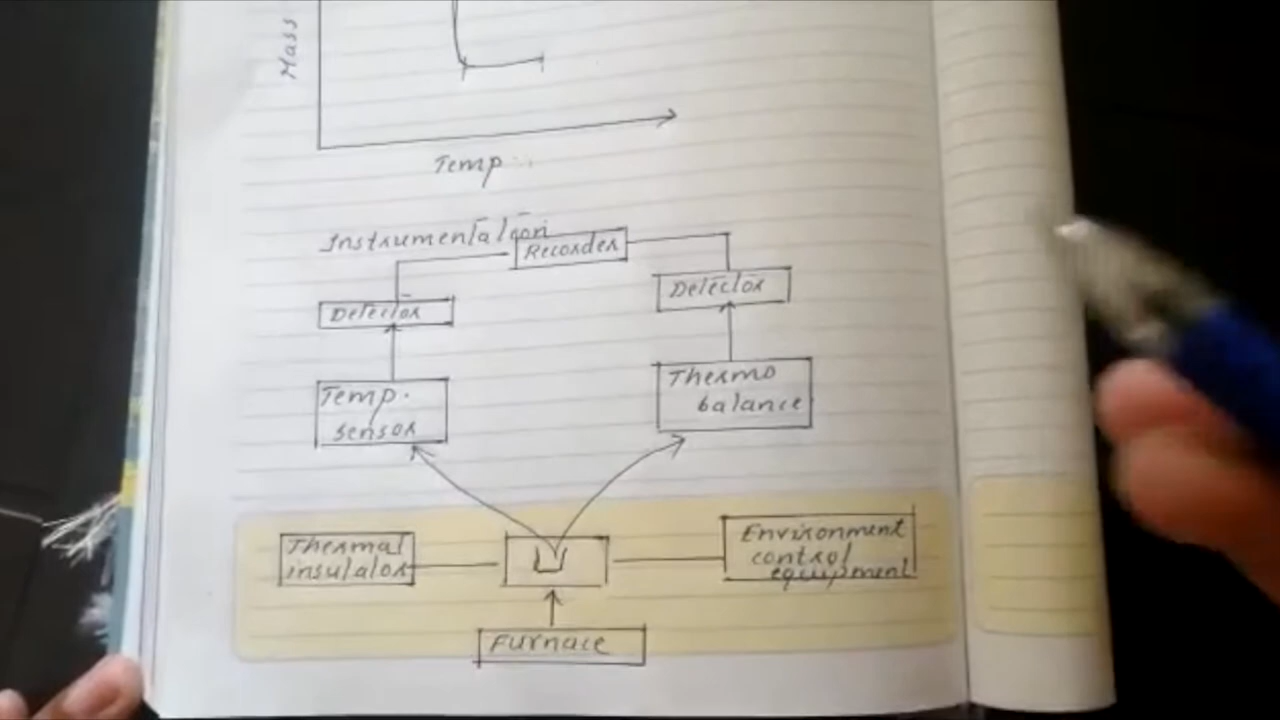 Mass
Temp
Instrumentation
Recorder
Detector
Detector
Temp.
sensor
Thermo
balance
Thermal
insulator
Environment
control
equipment
Furnace